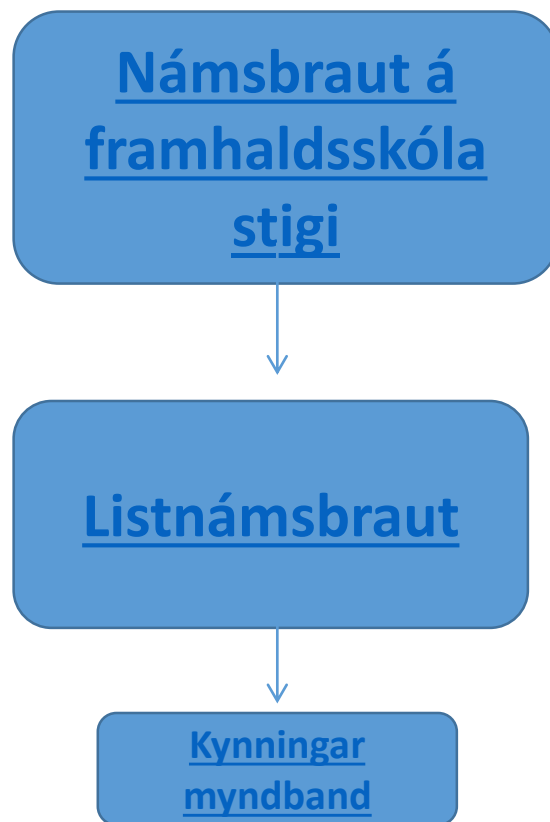 Námsbraut á
framhaldsskóla
stigi
Listnámsbraut
Kynningar
myndband